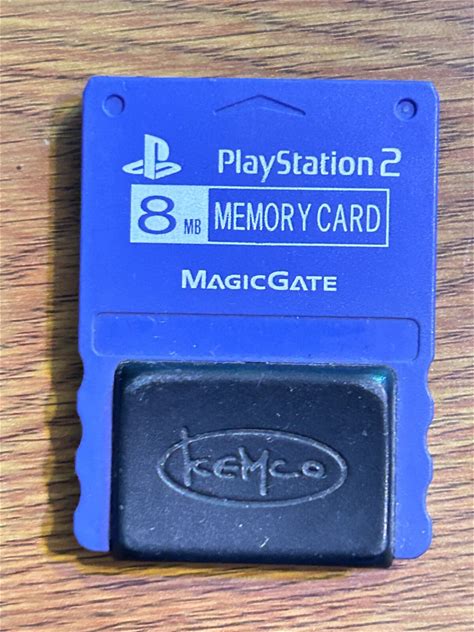 PlayStation 2
8 MB MEMORY CARD
MAGICGATE
KEMCO